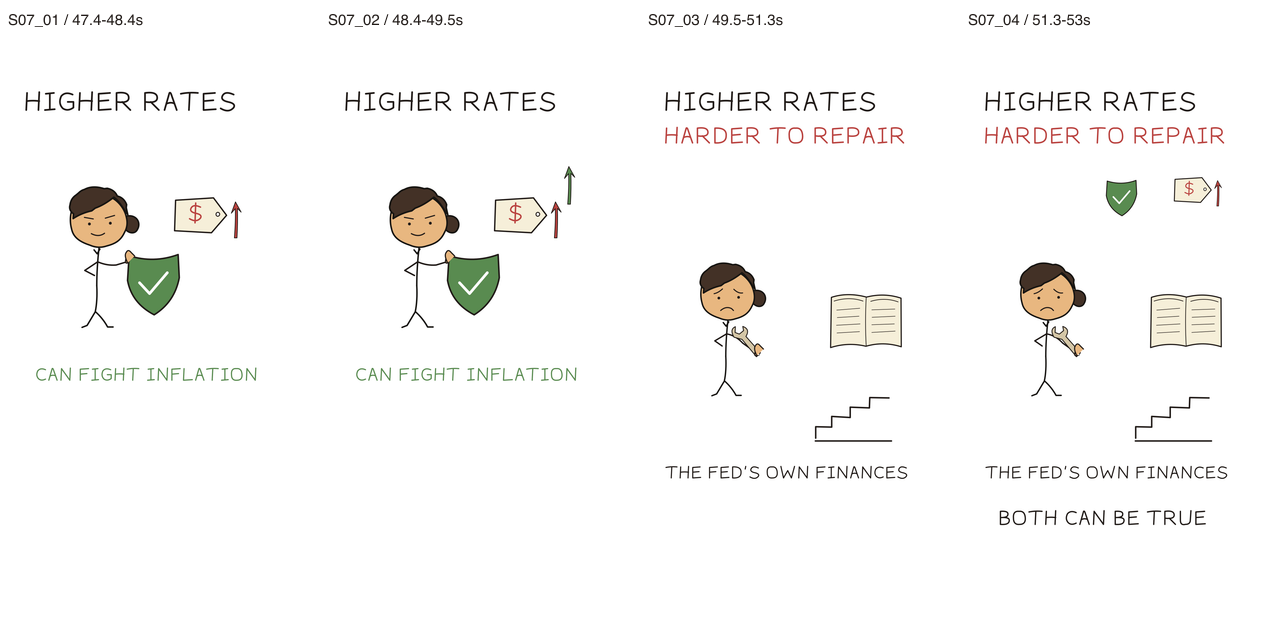 S07_01 / 47.4-48.4s
HIGHER RATES
$
CAN FIGHT INFLATION
S07_02 / 48.4-49.5s
HIGHER RATES
$
CAN FIGHT INFLATION
S07_03 / 49.5-51.3s
HIGHER RATES
HARDER TO REPAIR
THE FED'S OWN FINANCES
S07_04 / 51.3-53s
HIGHER RATES
HARDER TO REPAIR
$
THE FED'S OWN FINANCES
BOTH CAN BE TRUE